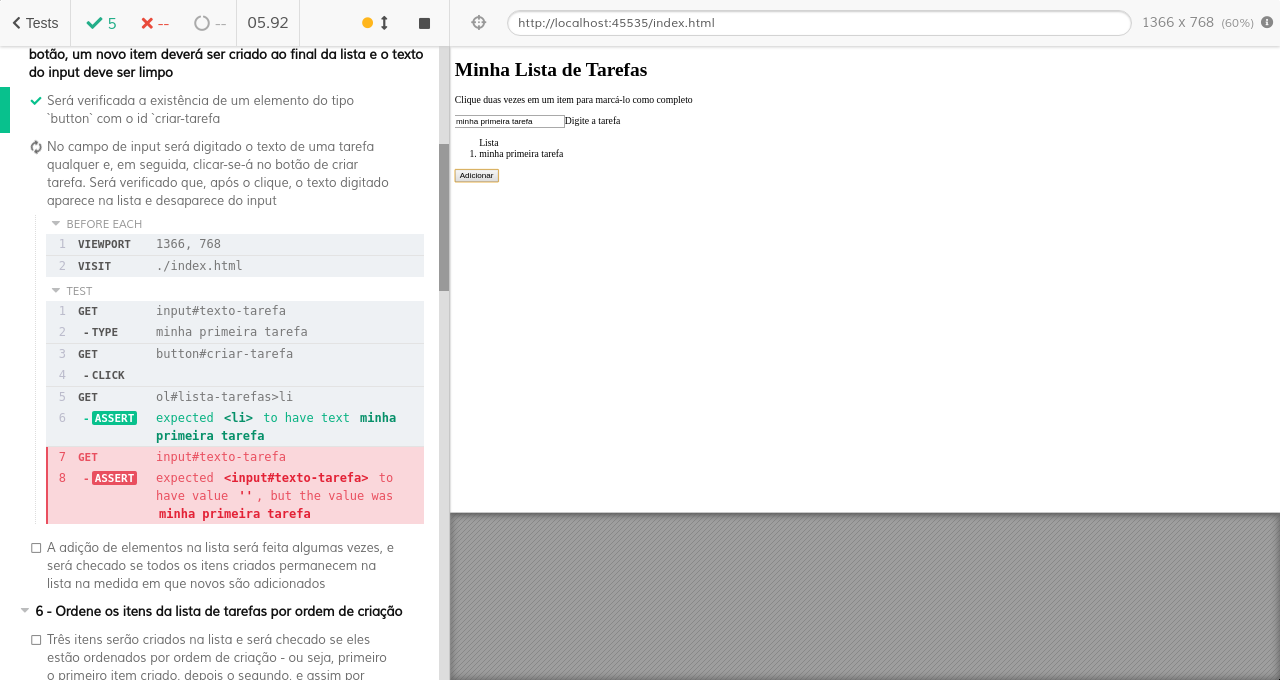 Tests
5
--
--
05.92
http://localhost:45535/index.html
1366 x 768 (60%)
botão, um novo item deverá ser criado ao final da lista e o texto
do input deve ser limpo
Será verificada a existência de um elemento do tipo
`button` com o id `criar-tarefa
No campo de input será digitado o texto de uma tarefa
qualquer e, em seguida, clicar-se-á no botão de criar
tarefa. Será verificado que, após o clique, o texto digitado
aparece na lista e desaparece do input
BEFORE EACH
1 VIEWPORT 1366, 768
2 VISIT ./index.html
TEST
1 GET input#texto-tarefa
2 -TYPE minha primeira tarefa
3 GET button#criar-tarefa
4 -CLICK
5 GET ol#lista-tarefas>li
6 -ASSERT expected <li> to have text minha
primeira tarefa
7 GET input#texto-tarefa
8 -ASSERT expected <input#texto-tarefa> to
have value '', but the value was
minha primeira tarefa
A adição de elementos na lista será feita algumas vezes, e
será checado se todos os itens criados permanecem na
lista na medida em que novos são adicionados
6 - Ordene os itens da lista de tarefas por ordem de criação
Três itens serão criados na lista e será checado se eles
estão ordenados por ordem de criação - ou seja, primeiro
o primeiro item criado, depois o segundo, e assim por
Minha Lista de Tarefas
Clique duas vezes em um item para marcá-lo como completo
minha primeira tarefa Digite a tarefa
Lista
1. minha primeira tarefa
Adicionar